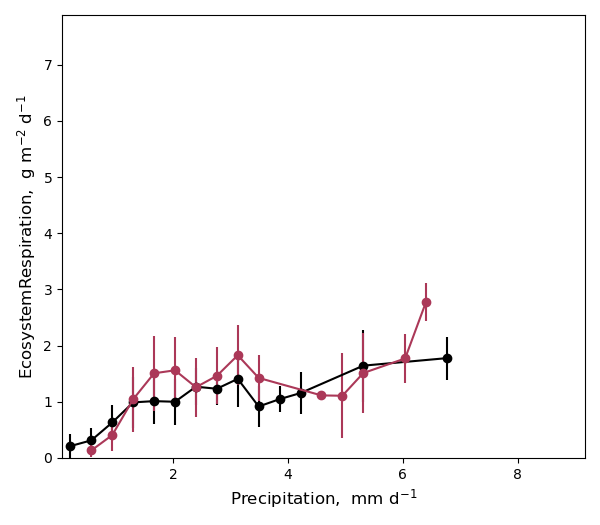 7
6
5
4
3
2
1
0
EcosystemRespiration, g m⁻² d⁻¹
2 4 6 8
Precipitation, mm d⁻¹